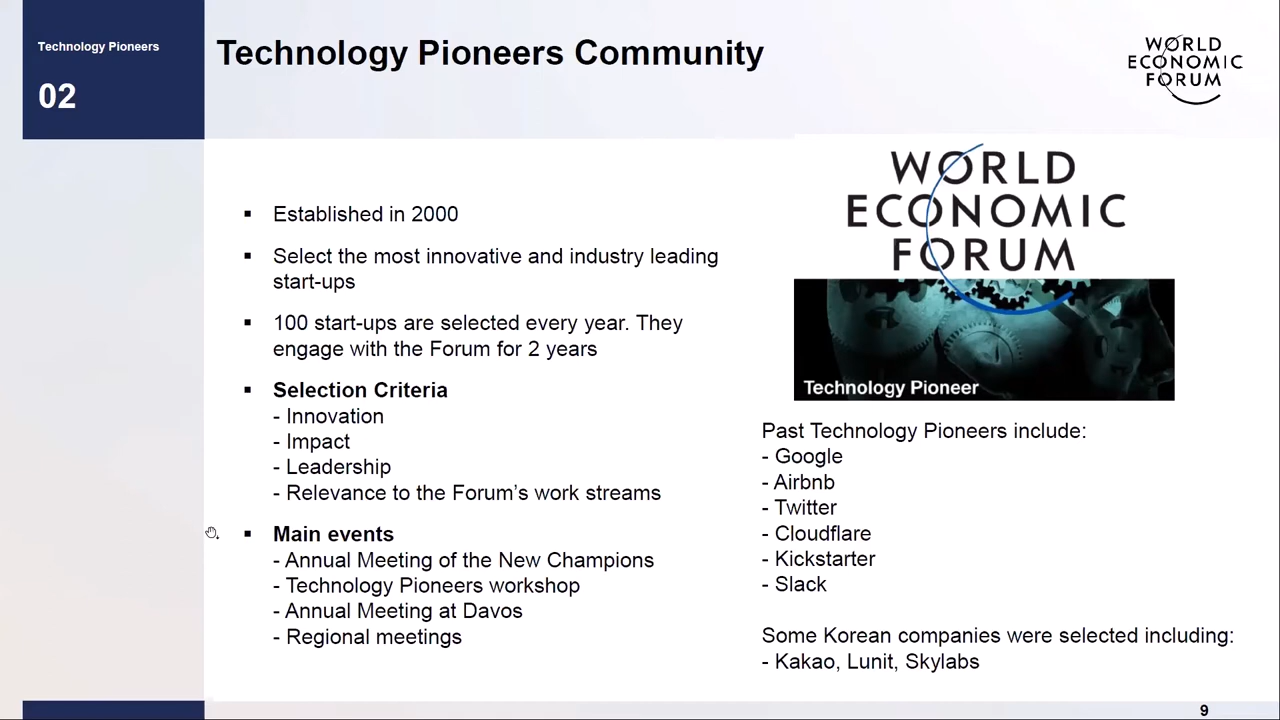 Technology Pioneers
02
Technology Pioneers Community
WORLD
ECONOMIC
FORUM
▪ Established in 2000
▪ Select the most innovative and industry leading
start-ups
▪ 100 start-ups are selected every year. They
engage with the Forum for 2 years
▪ Selection Criteria
- Innovation
- Impact
- Leadership
- Relevance to the Forum’s work streams
▪ Main events
- Annual Meeting of the New Champions
- Technology Pioneers workshop
- Annual Meeting at Davos
- Regional meetings
WORLD
ECONOMIC
FORUM
Technology Pioneer
Past Technology Pioneers include:
- Google
- Airbnb
- Twitter
- Cloudflare
- Kickstarter
- Slack
Some Korean companies were selected including:
- Kakao, Lunit, Skylabs
9